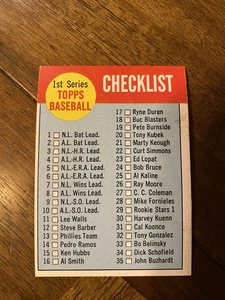 1st Series
TOPPS
BASEBALL
CHECKLIST
1 N.L. Bat Lead.
2 A.L. Bat Lead.
3 N.L.-H.R. Lead.
4 A.L.-H.R. Lead.
5 N.L.-E.R.A. Lead.
6 A.L.-E.R.A. Lead.
7 N.L. Wins Lead.
8 A.L. Wins Lead.
9 N.L.-S.O. Lead.
10 A.L.-S.O. Lead.
11 Lee Walls
12 Steve Barber
13 Phillies Team
14 Pedro Ramos
15 Ken Hubbs
16 Al Smith
17 Ryne Duren
18 Buc Blasters
19 Pete Burnside
20 Tony Kubek
21 Marty Keough
22 Curt Simmons
23 Ed Lopat
24 Bob Bruce
25 Al Kaline
26 Ray Moore
27 C. C. Coleman
28 Mike Fornieles
29 Rookie Stars 1
30 Harvey Kuenn
31 Cal Koonce
32 Tony Gonzalez
33 Bo Belinsky
34 Dick Schofield
35 John Buzhardt